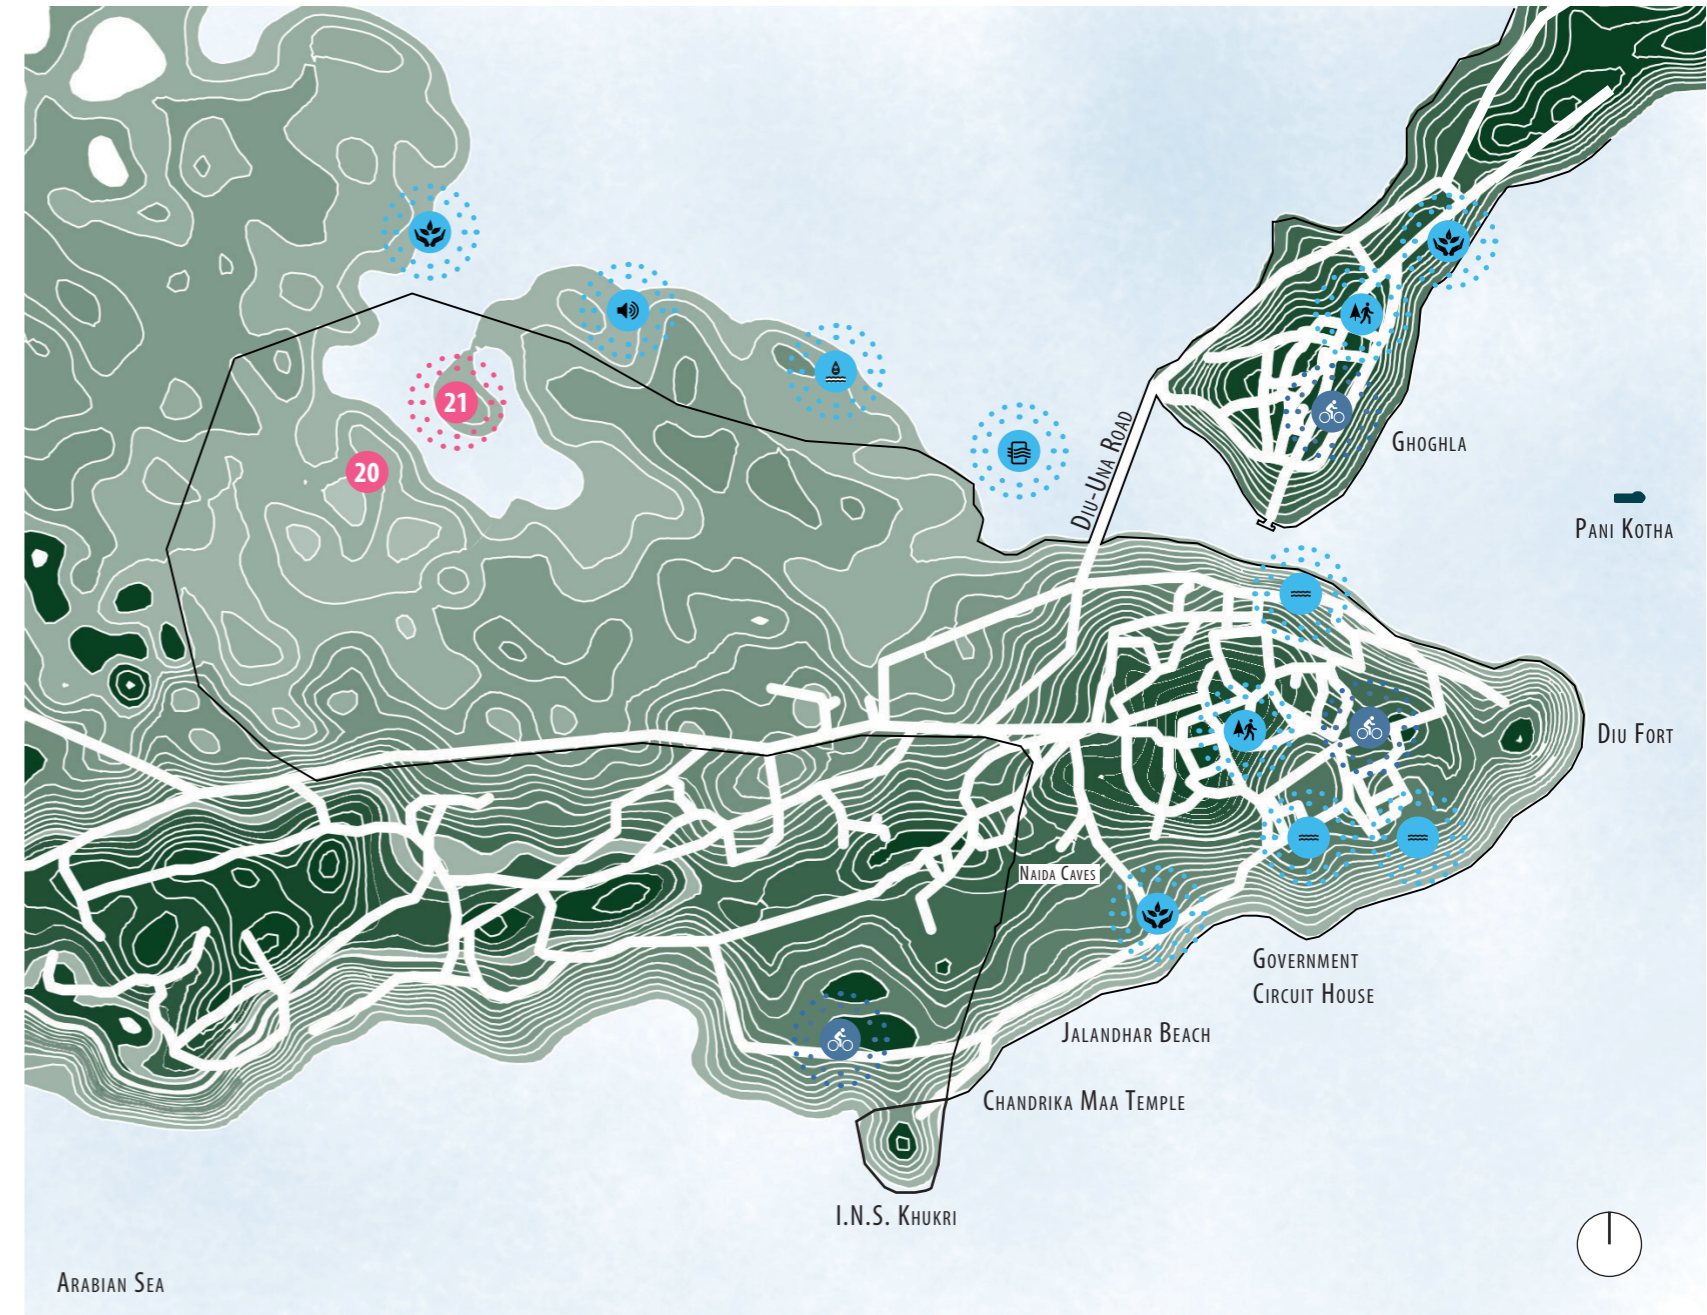 21
20
Diu-Una Road
Ghoghla
Pani Kotha
Diu Fort
Naida Caves
Government
Circuit House
Jalandhar Beach
Chandrika Maa Temple
I.N.S. Khukri
Arabian Sea